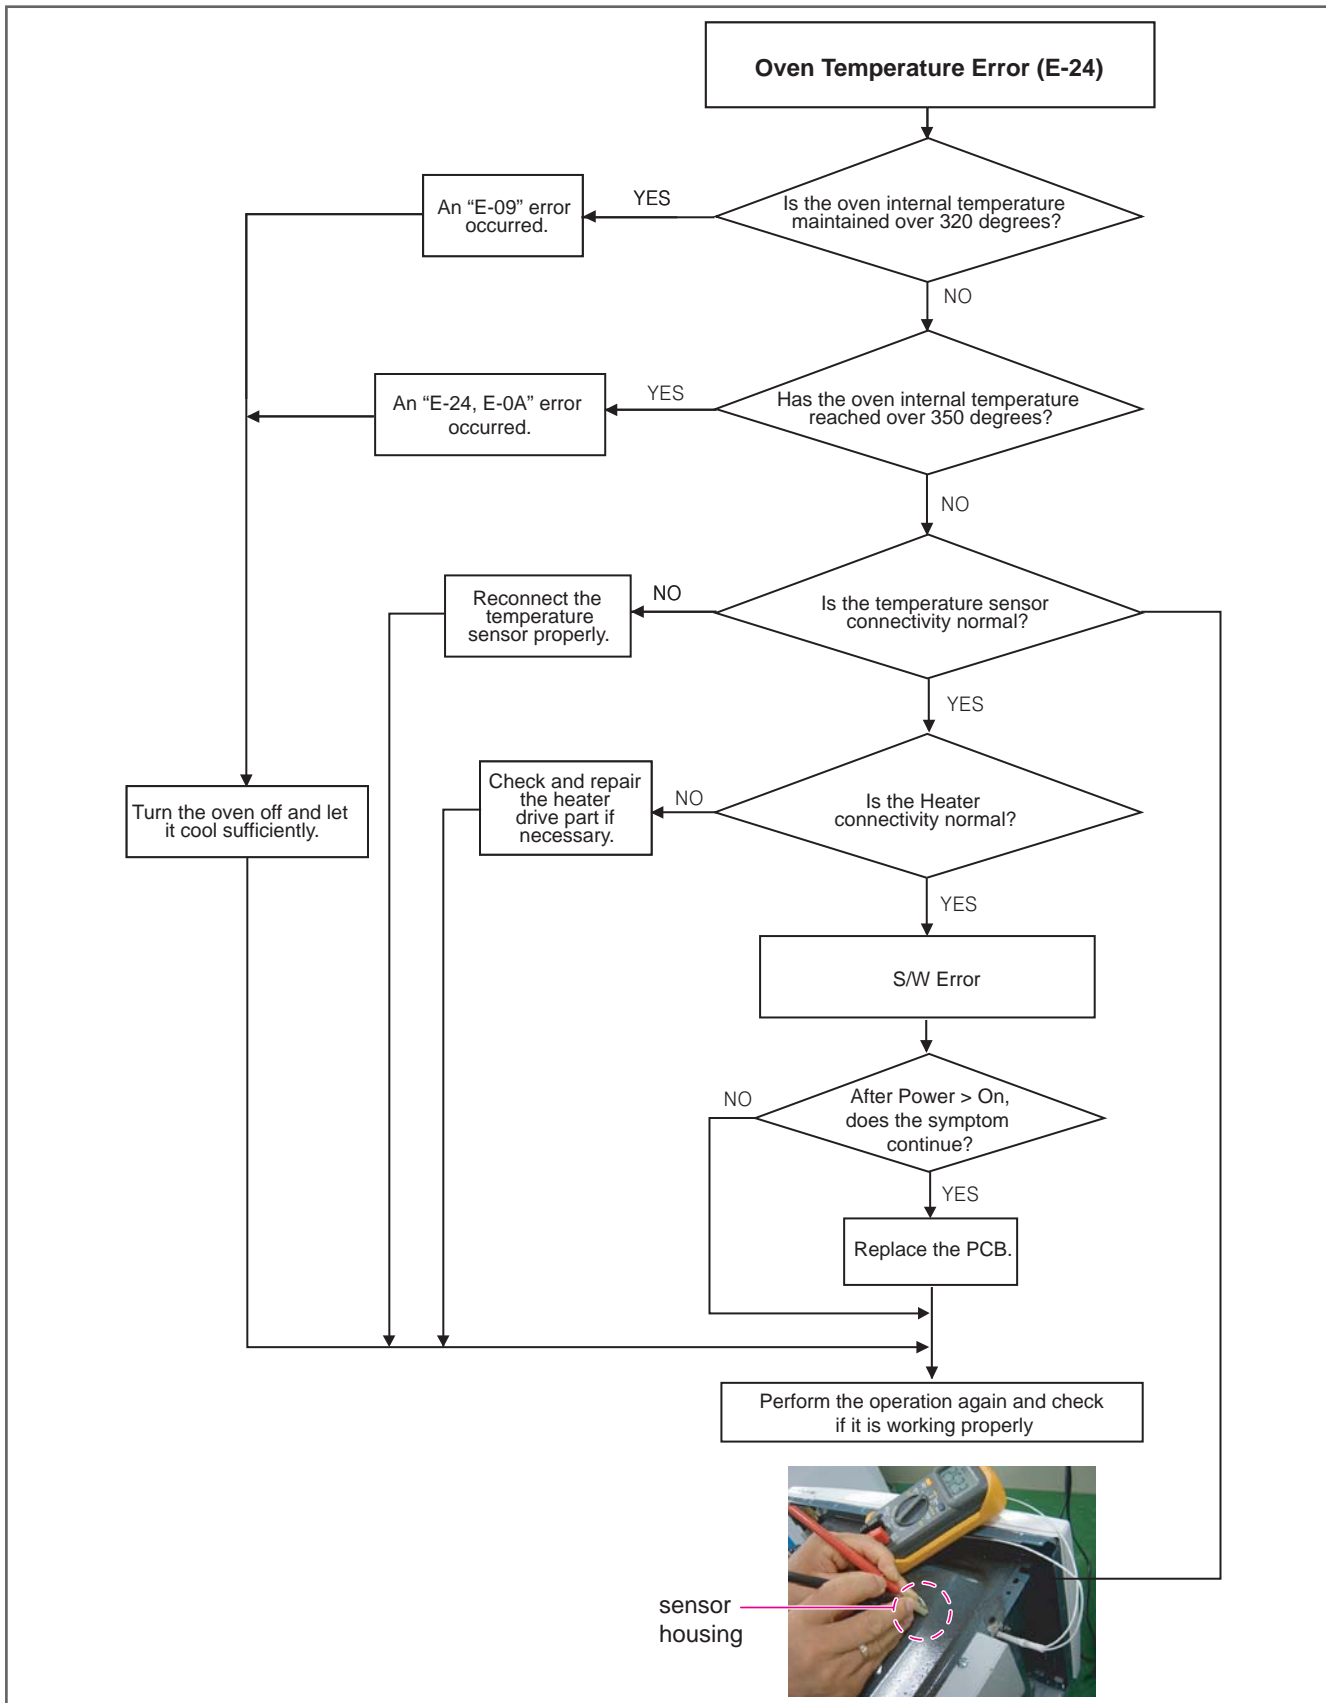 Oven Temperature Error (E-24)
Is the oven internal temperature
maintained over 320 degrees?
YES
An “E-09” error
occurred.
NO
Has the oven internal temperature
reached over 350 degrees?
YES
An “E-24, E-0A” error
occurred.
NO
Is the temperature sensor
connectivity normal?
NO
Reconnect the
temperature
sensor properly.
YES
Is the Heater
connectivity normal?
NO
Check and repair
the heater
drive part if
necessary.
Turn the oven off and let
it cool sufficiently.
YES
S/W Error
After Power > On,
does the symptom
continue?
NO
YES
Replace the PCB.
Perform the operation again and check
if it is working properly
sensor
housing